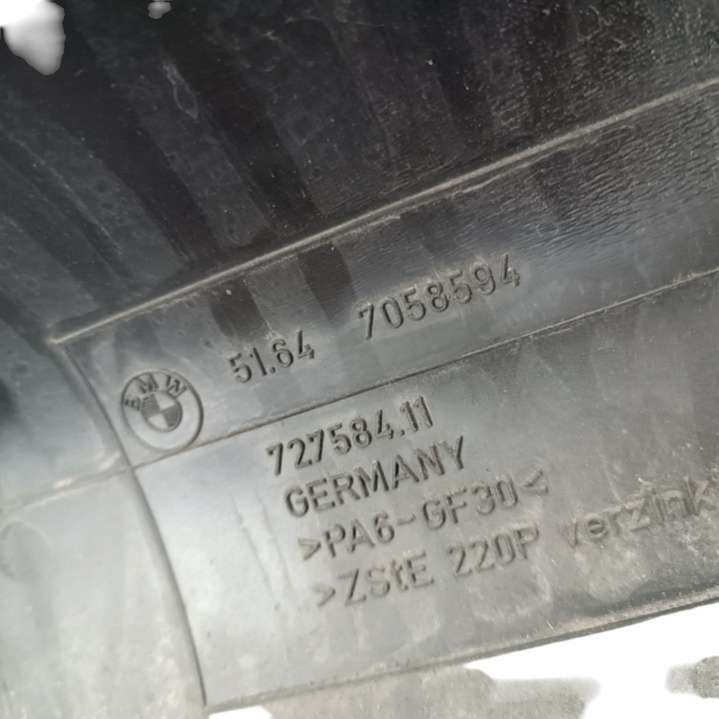 BMW
51.64 7058594
727584.11
GERMANY
>PA6-GF30<
>ZStE 220P verzink